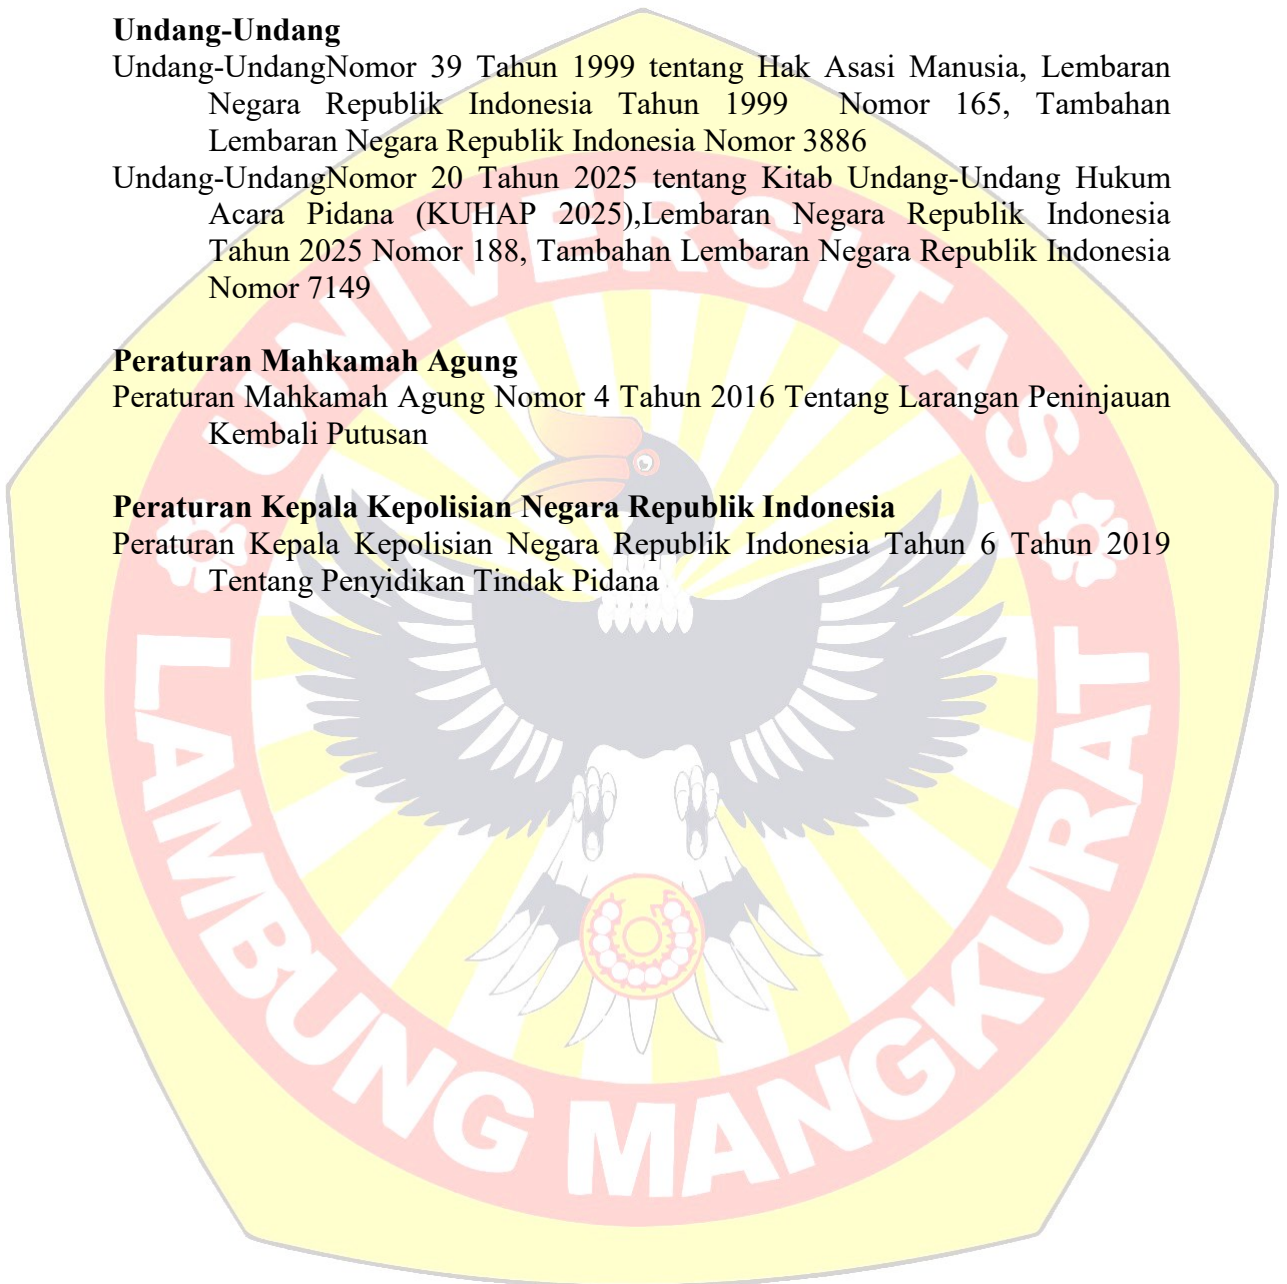 Undang-Undang
Undang-UndangNomor 39 Tahun 1999 tentang Hak Asasi Manusia, Lembaran
Negara Republik Indonesia Tahun 1999 Nomor 165, Tambahan
Lembaran Negara Republik Indonesia Nomor 3886
Undang-UndangNomor 20 Tahun 2025 tentang Kitab Undang-Undang Hukum
Acara Pidana (KUHAP 2025),Lembaran Negara Republik Indonesia
Tahun 2025 Nomor 188, Tambahan Lembaran Negara Republik Indonesia
Nomor 7149
Peraturan Mahkamah Agung
Peraturan Mahkamah Agung Nomor 4 Tahun 2016 Tentang Larangan Peninjauan
Kembali Putusan
Peraturan Kepala Kepolisian Negara Republik Indonesia
Peraturan Kepala Kepolisian Negara Republik Indonesia Tahun 6 Tahun 2019
Tentang Penyidikan Tindak Pidana
UNIVERSITAS
LAMBUNG MANGKURAT